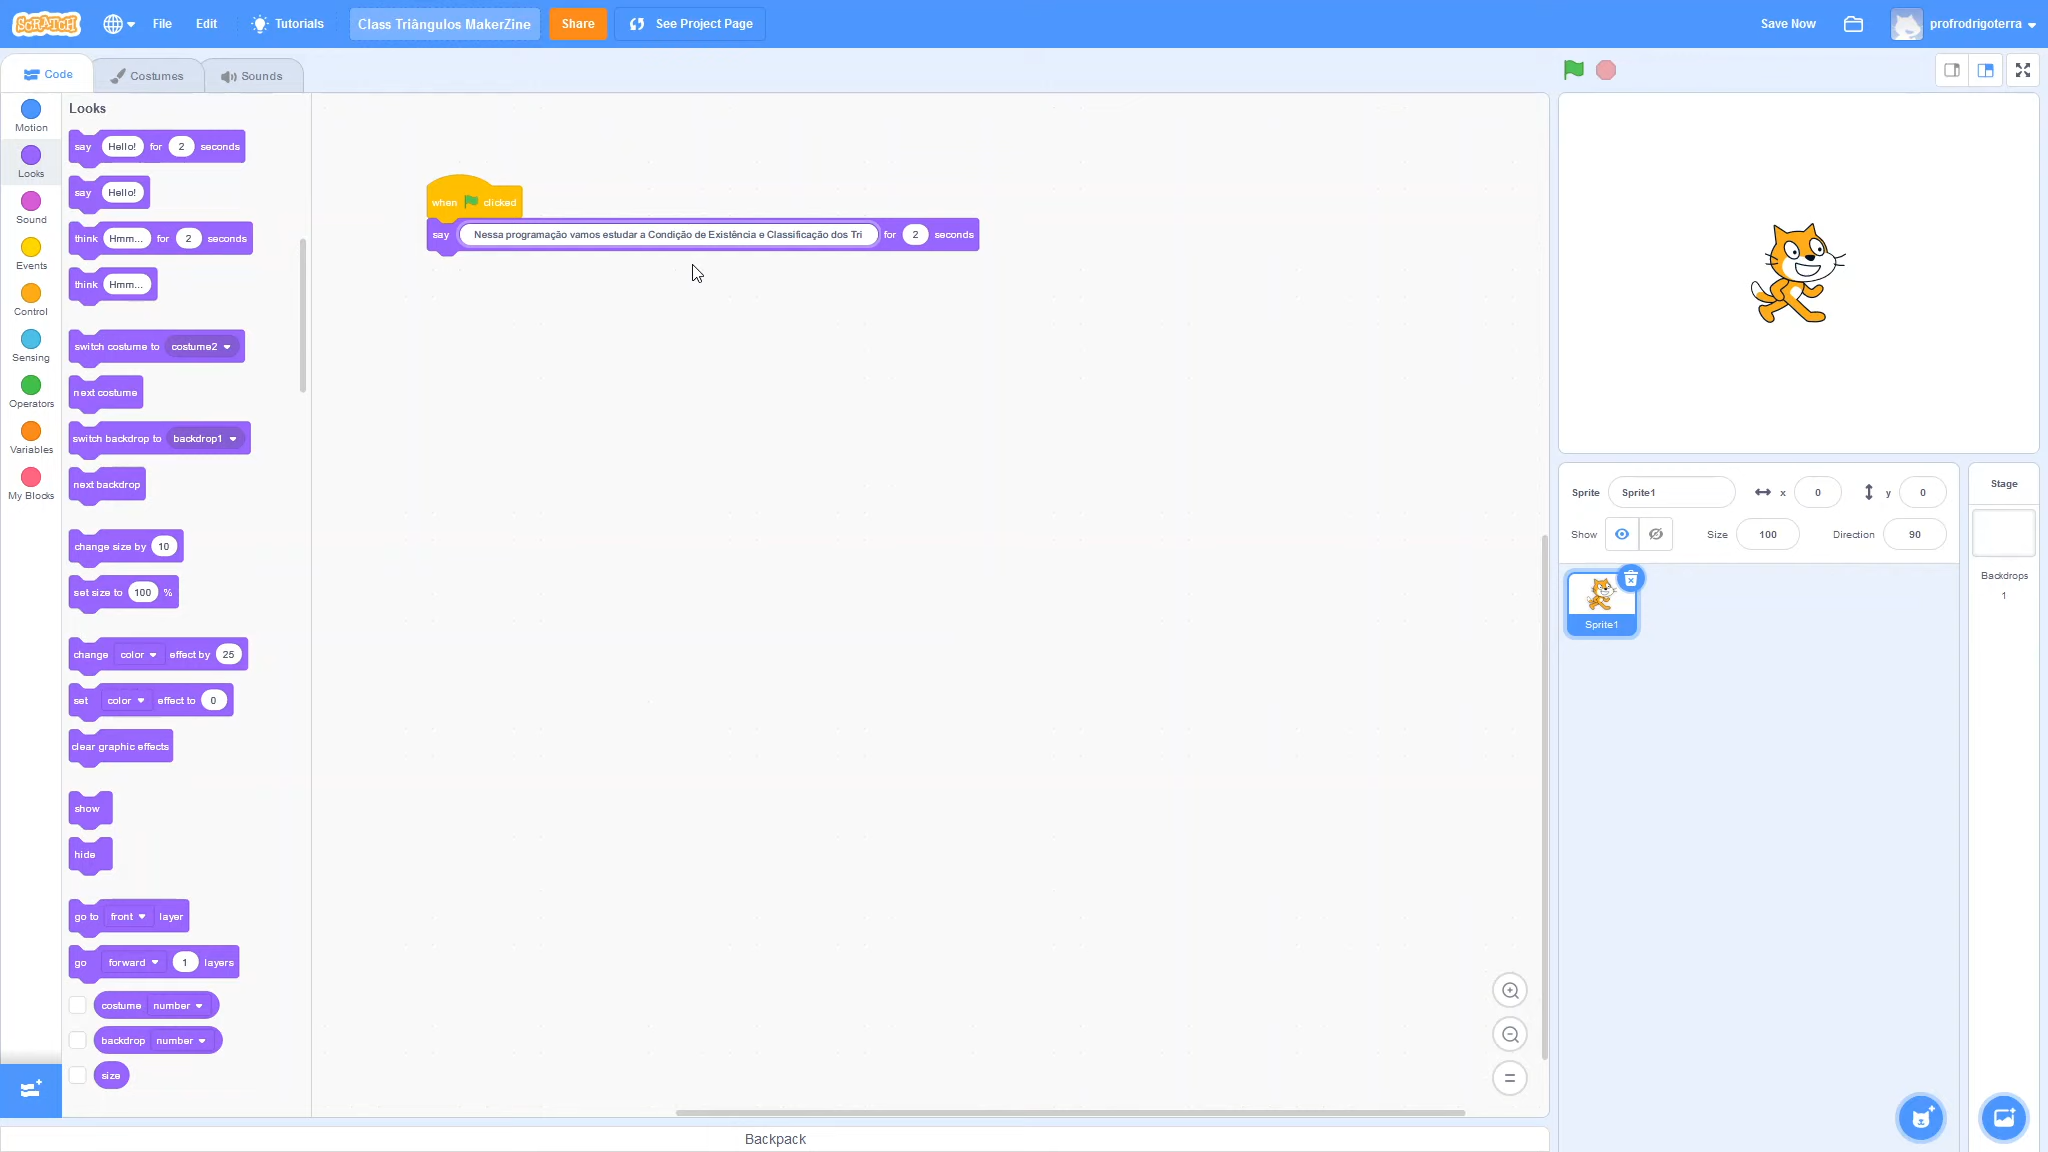 SCRATCH File Edit Tutorials Class Triângulos MakerZine Share See Project Page Save Now profrodrigoterra
Code Costumes Sounds
Motion
Looks
Sound
Events
Control
Sensing
Operators
Variables
My Blocks
Looks
say Hello! for 2 seconds
say Hello!
think Hmm... for 2 seconds
think Hmm...
switch costume to costume2
next costume
switch backdrop to backdrop1
next backdrop
change size by 10
set size to 100 %
change color effect by 25
set color effect to 0
clear graphic effects
show
hide
go to front layer
go forward 1 layers
costume number
backdrop number
size
when clicked
say Nessa programação vamos estudar a Condição de Existência e Classificação dos Tri for 2 seconds
Sprite Sprite1 x 0 y 0
Show Size 100 Direction 90
Sprite1
Stage
Backdrops
1
Backpack